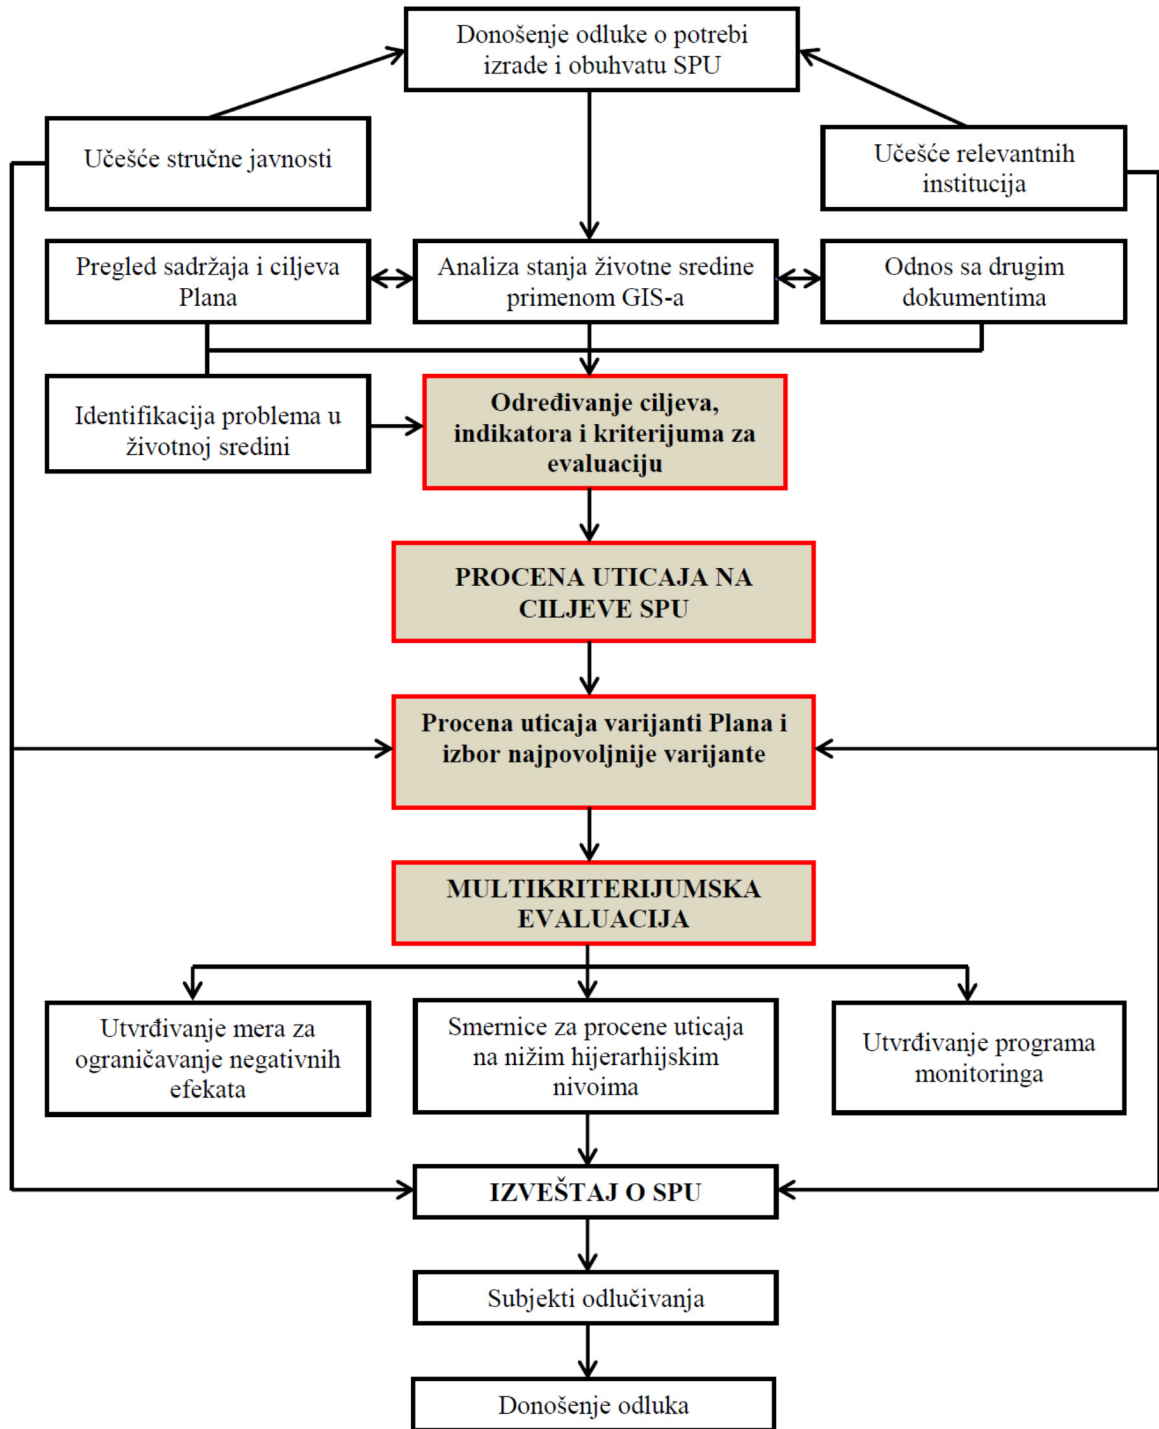 Donošenje odluke o potrebi
izrade i obuhvatu SPU
Učešće stručne javnosti
Učešće relevantnih
institucija
Pregled sadržaja i ciljeva
Plana
Analiza stanja životne sredine
primenom GIS-a
Odnos sa drugim
dokumentima
Identifikacija problema u
životnoj sredini
Određivanje ciljeva,
indikatora i kriterijuma za
evaluaciju
PROCENA UTICAJA NA
CILJEVE SPU
Procena uticaja varijanti Plana i
izbor najpovoljnije varijante
MULTIKRITERIJUMSKA
EVALUACIJA
Utvrđivanje mera za
ograničavanje negativnih
efekata
Smernice za procene uticaja
na nižim hijerarhijskim
nivoima
Utvrđivanje programa
monitoringa
IZVEŠTAJ O SPU
Subjekti odlučivanja
Donošenje odluka